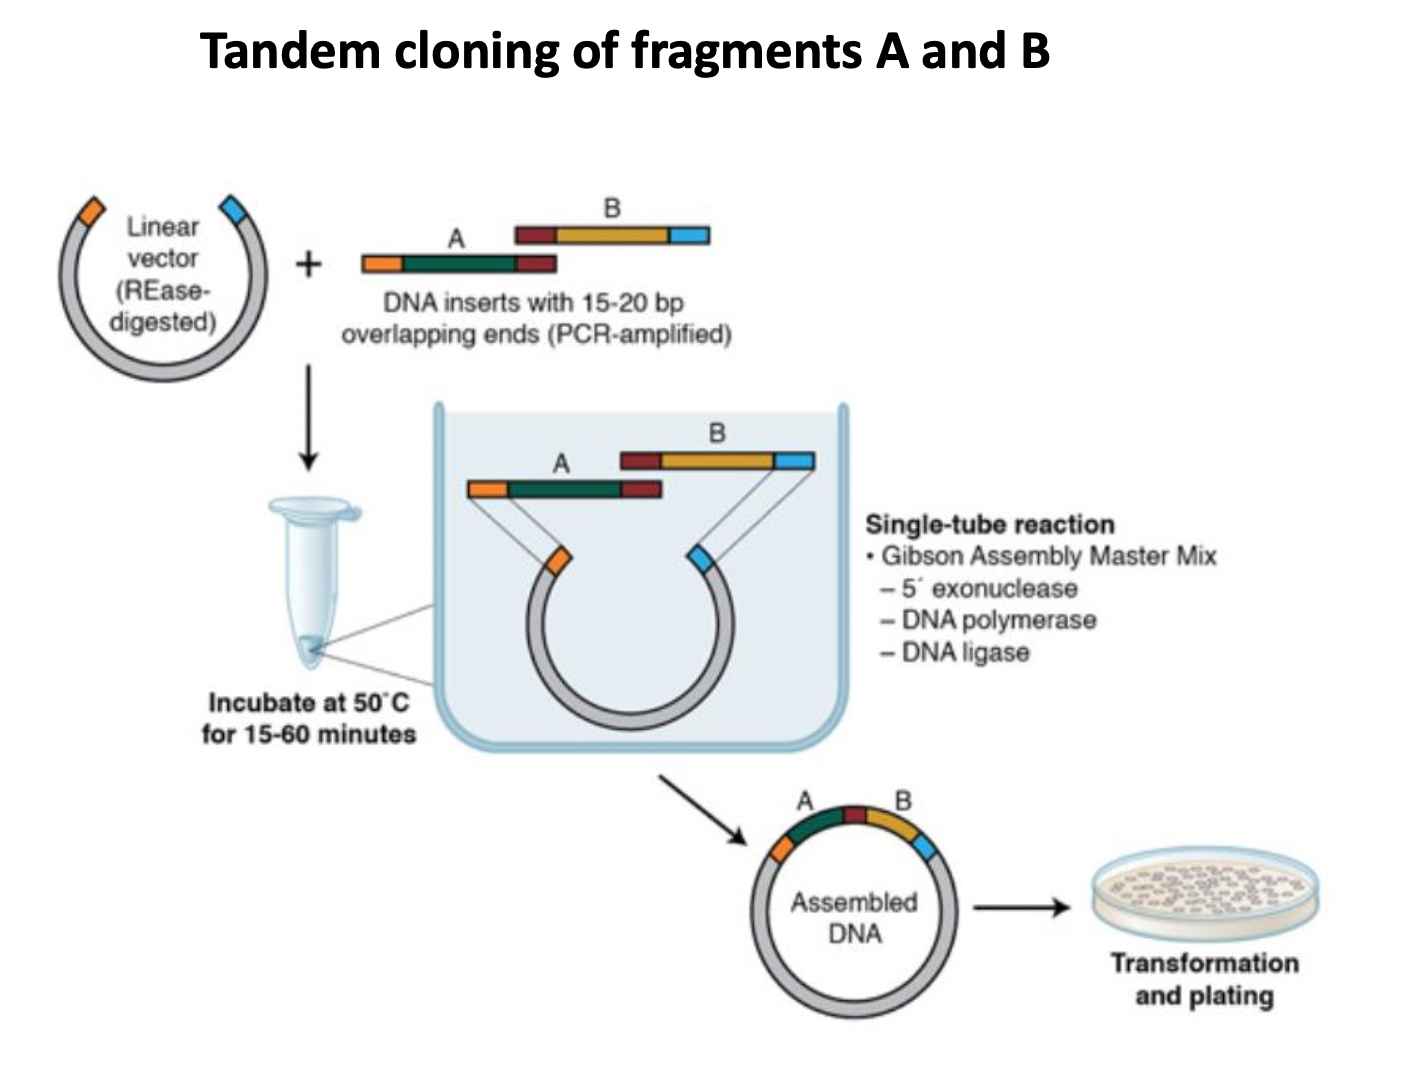 Tandem cloning of fragments A and B
Linear
vector
(REase-
digested)
+
A
B
DNA inserts with 15-20 bp
overlapping ends (PCR-amplified)
A
B
Single-tube reaction
• Gibson Assembly Master Mix
– 5´ exonuclease
– DNA polymerase
– DNA ligase
Incubate at 50˚C
for 15-60 minutes
A
B
Assembled
DNA
Transformation
and plating